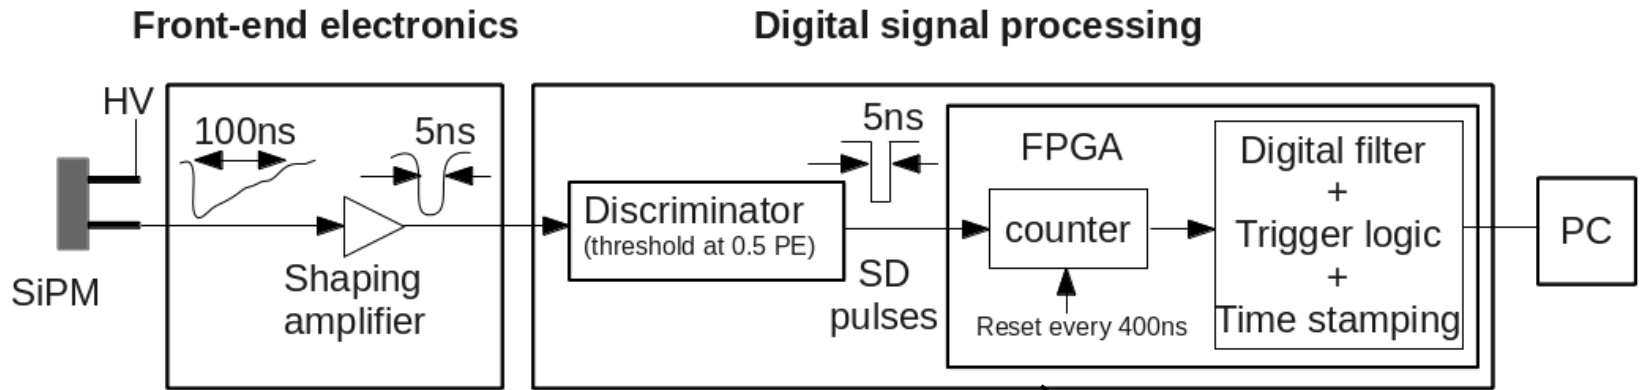 Front-end electronics
Digital signal processing
HV
100ns
5ns
SiPM
Shaping
amplifier
Discriminator
(threshold at 0.5 PE)
5ns
SD
pulses
FPGA
counter
Reset every 400ns
Digital filter
+
Trigger logic
+
Time stamping
PC